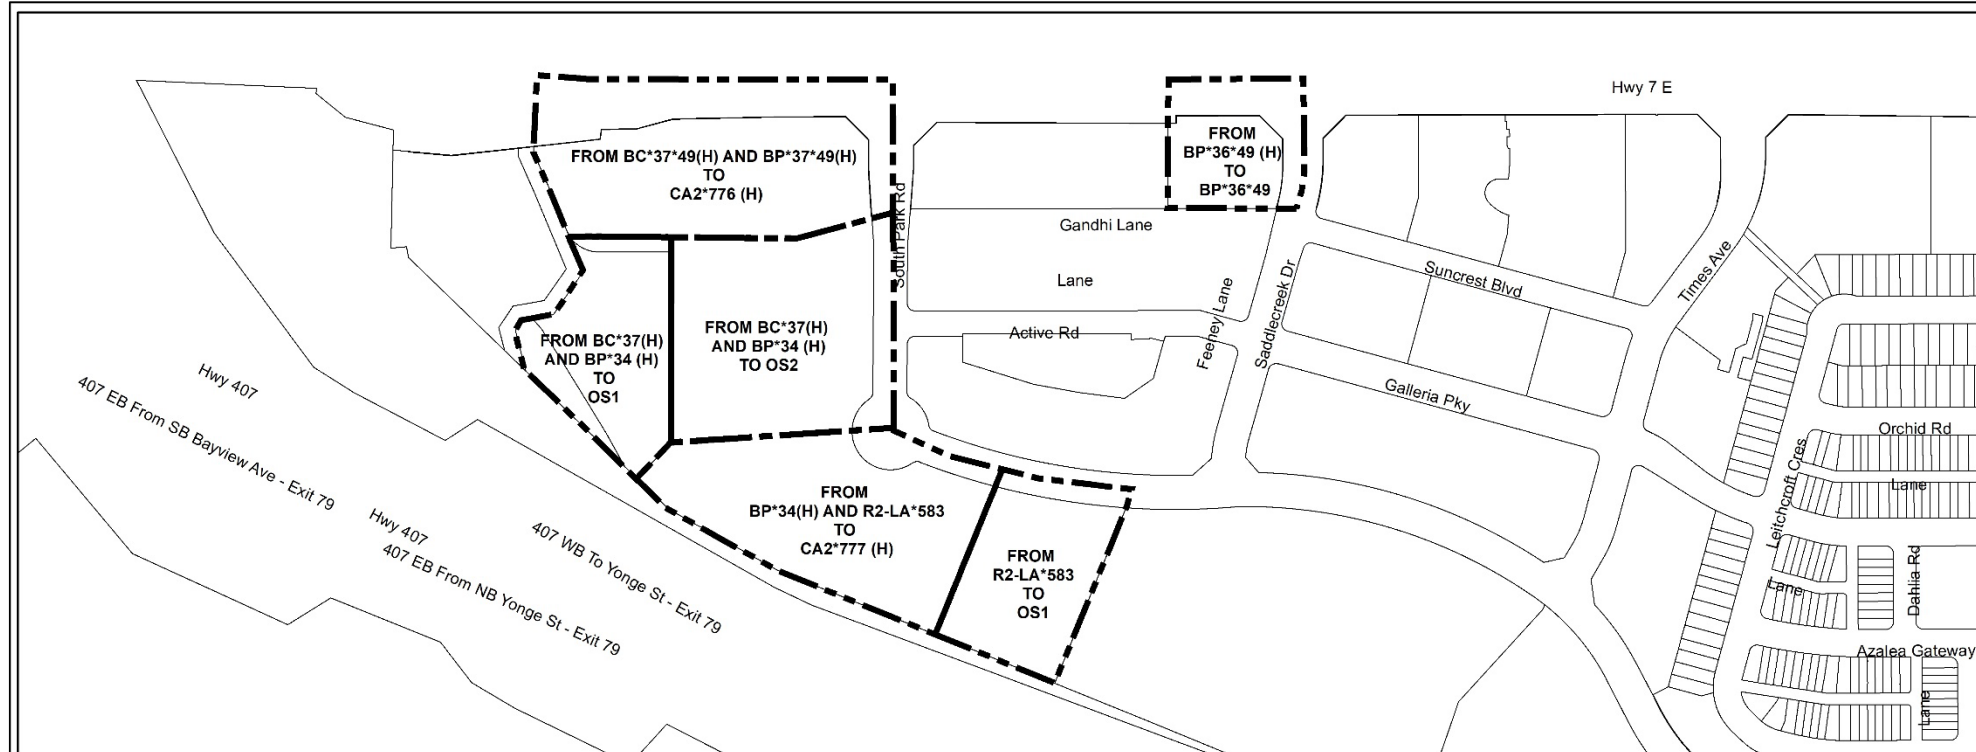 Hwy 7 E
FROM BC*37*49(H) AND BP*37*49(H)
TO
CA2*776 (H)
FROM
BP*36*49 (H)
TO
BP*36*49
South Park Rd
Gandhi Lane
Lane
Active Rd
Feeney Lane
Saddlecreek Dr
Suncrest Blvd
Times Ave
Galleria Pky
FROM BC*37(H)
AND BP*34 (H)
TO
OS1
FROM BC*37(H)
AND BP*34 (H)
TO OS2
Hwy 407
407 EB From SB Bayview Ave - Exit 79
Hwy 407
407 EB From NB Yonge St - Exit 79
407 WB To Yonge St - Exit 79
FROM
BP*34(H) AND R2-LA*583
TO
CA2*777 (H)
FROM
R2-LA*583
TO
OS1
Orchid Rd
Leitchcroft Cres
Lane
Lane
Dahlia Rd
Azalea Gateway
Lane